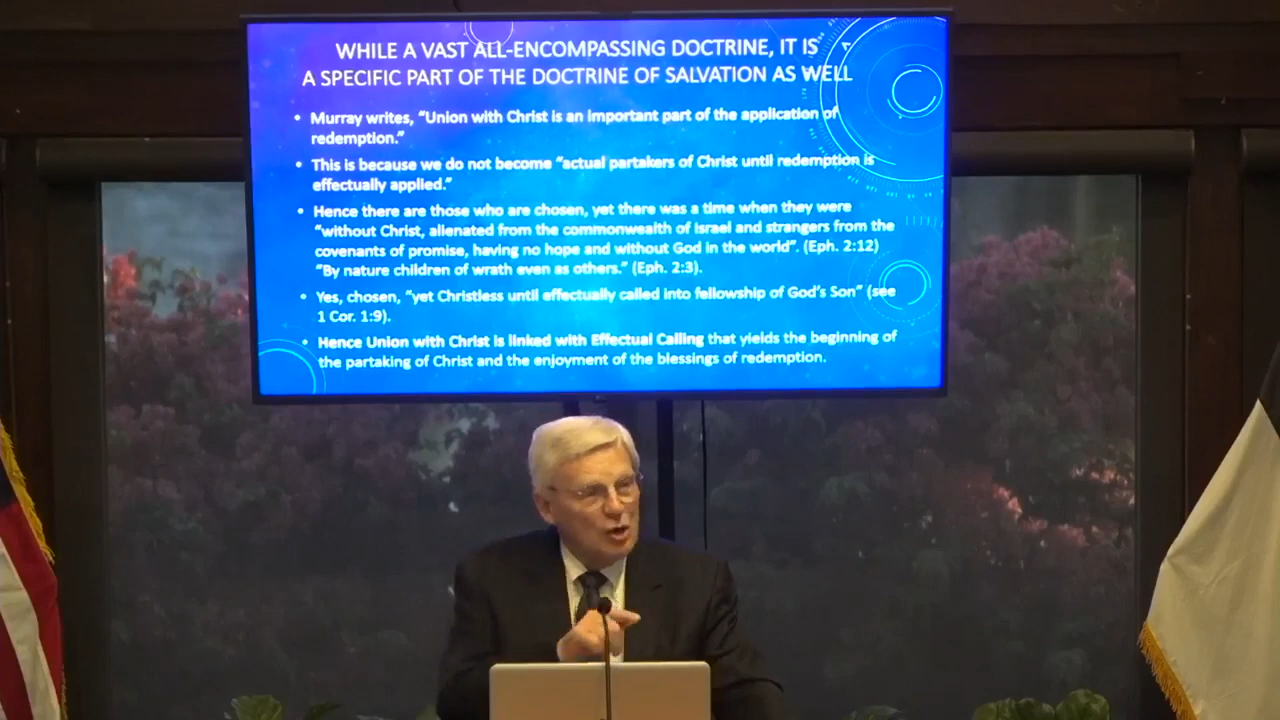 WHILE A VAST ALL-ENCOMPASSING DOCTRINE, IT IS
A SPECIFIC PART OF THE DOCTRINE OF SALVATION AS WELL
• Murray writes, “Union with Christ is an important part of the application of
redemption.”
• This is because we do not become “actual partakers of Christ until redemption is
effectually applied.”
• Hence there are those who are chosen, yet there was a time when they were
“without Christ, alienated from the commonwealth of Israel and strangers from the
covenants of promise, having no hope and without God in the world”. (Eph. 2:12)
“By nature children of wrath even as others.” (Eph. 2:3).
• Yes, chosen, “yet Christless until effectually called into fellowship of God’s Son” (see
1 Cor. 1:9).
• Hence Union with Christ is linked with Effectual Calling that yields the beginning of
the partaking of Christ and the enjoyment of the blessings of redemption.